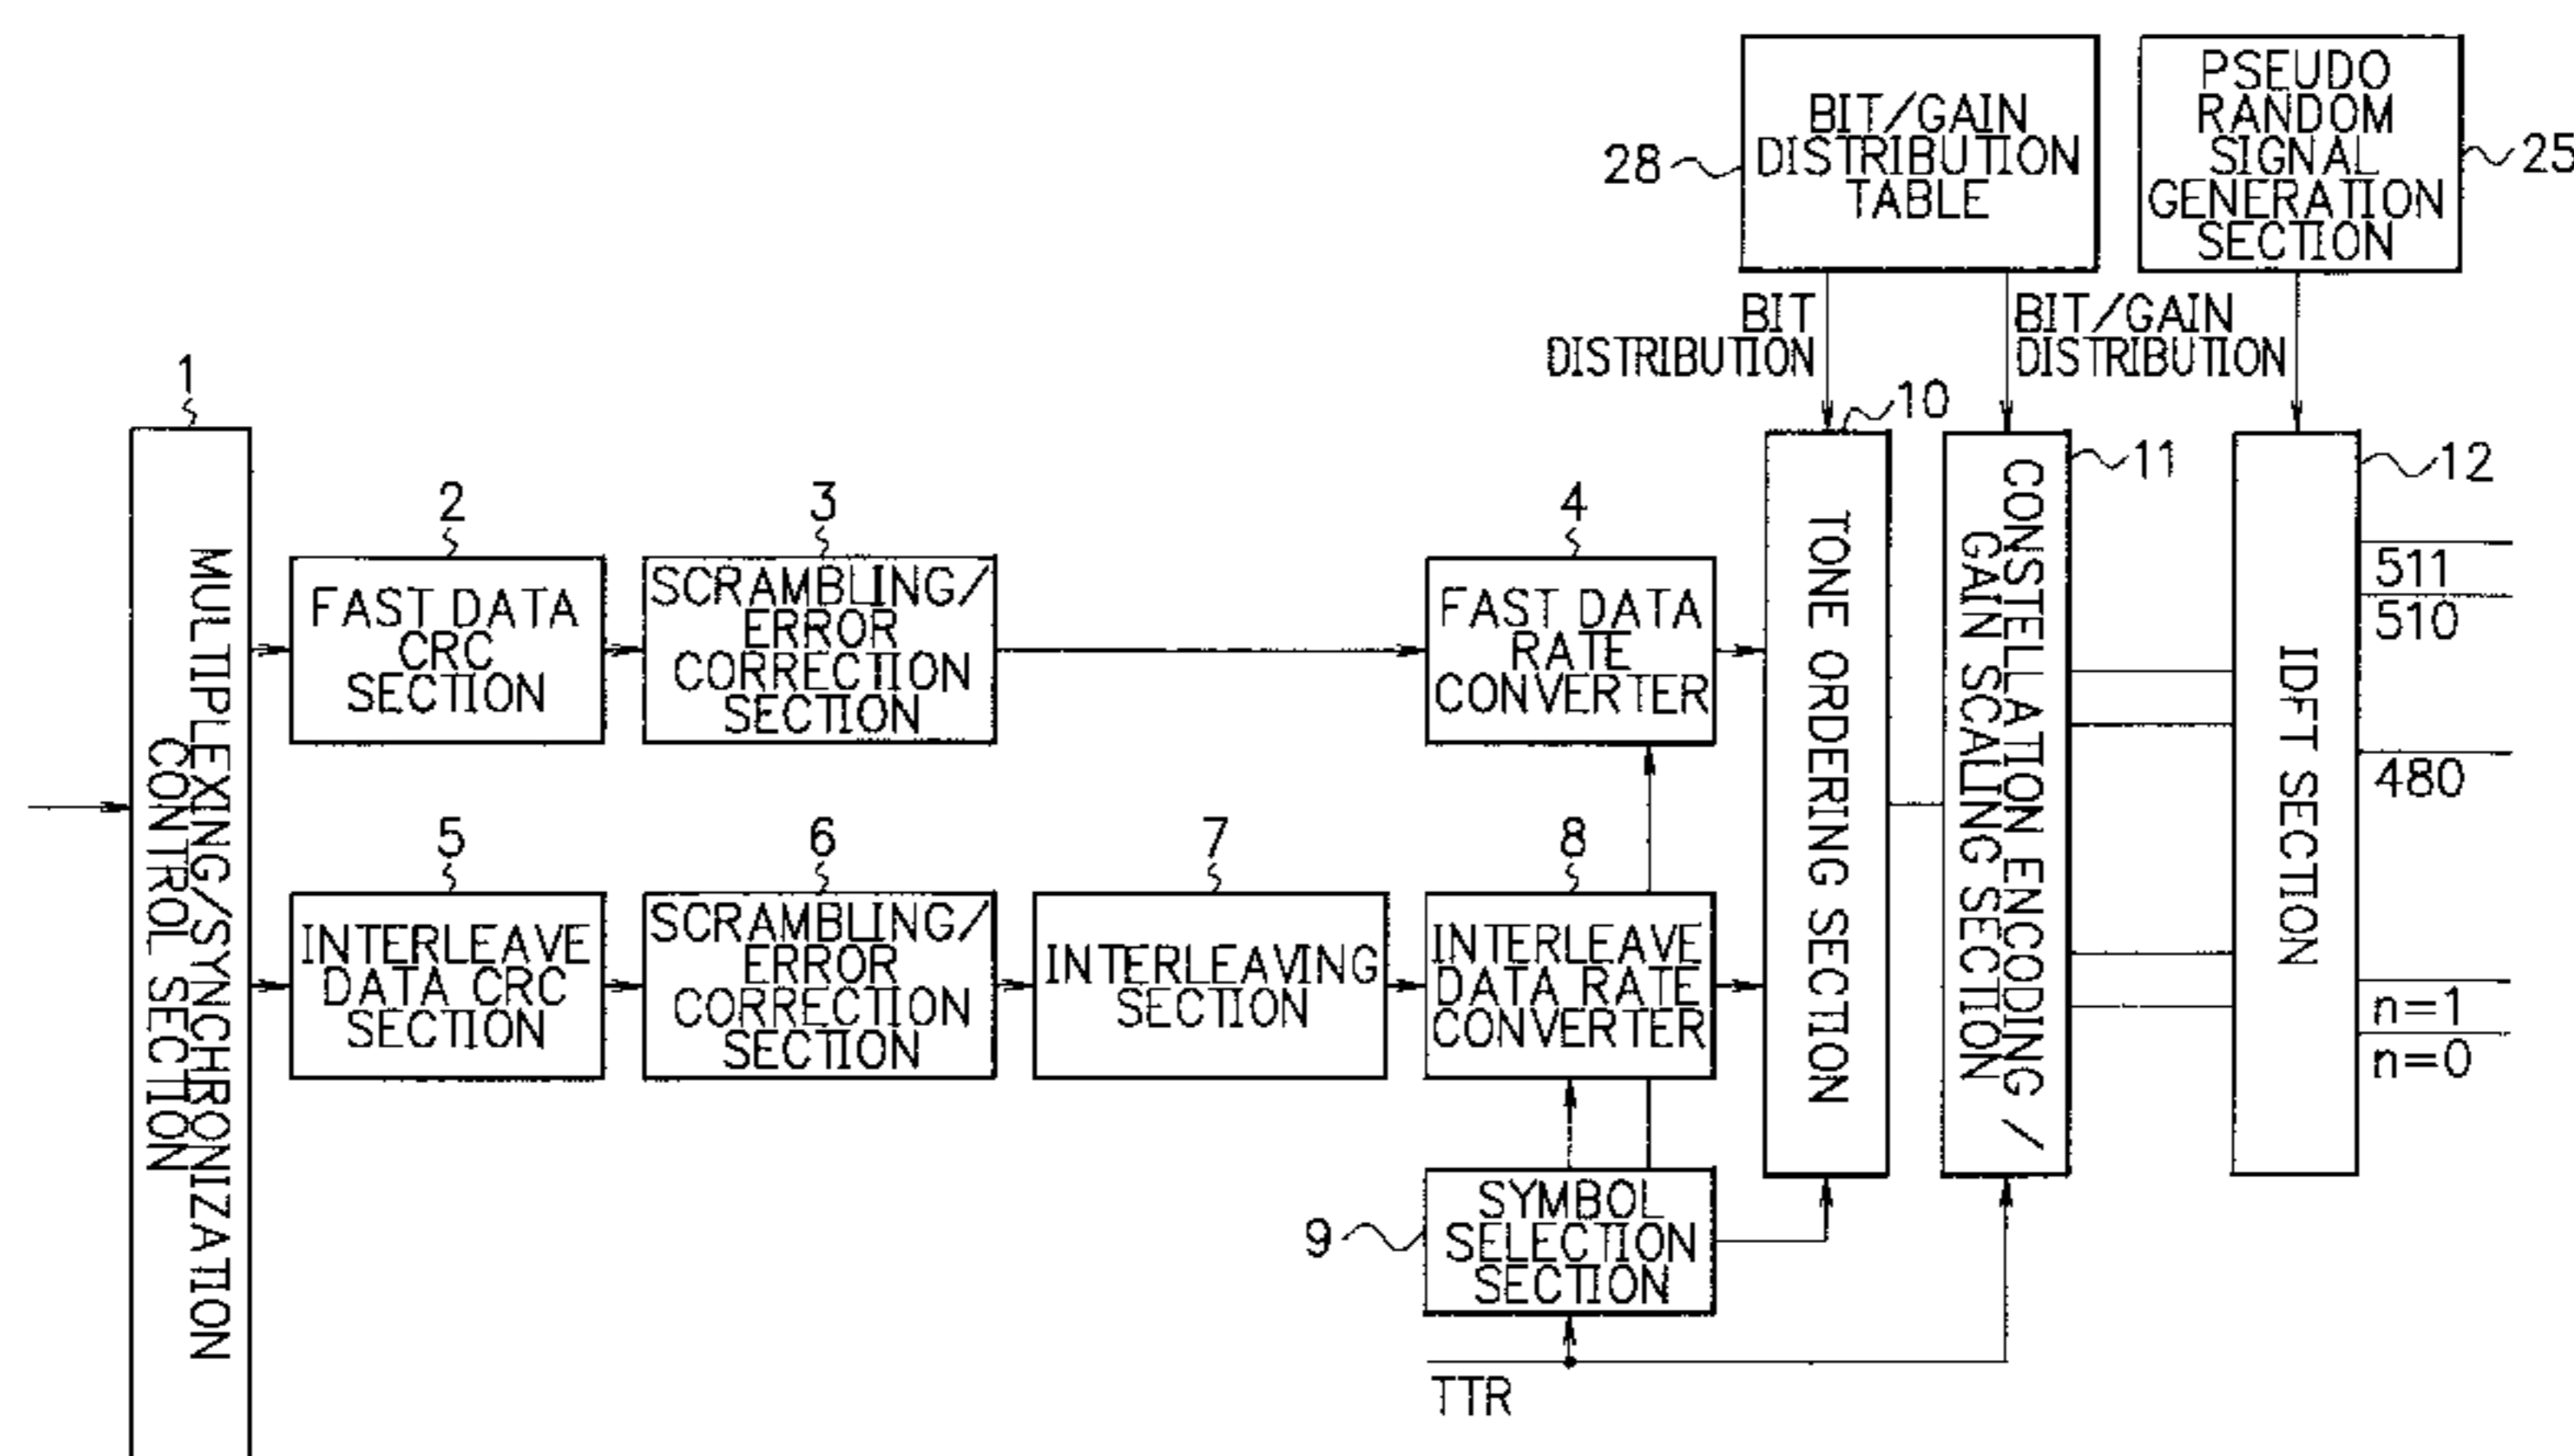 PSEUDO
RANDOM
SIGNAL
GENERATION
SECTION
25
BIT/GAIN
DISTRIBUTION
TABLE
28
BIT
DISTRIBUTION
BIT/GAIN
DISTRIBUTION
1
MULTIPLEXING/SYNCHRONIZATION
CONTROL SECTION
2
FAST DATA
CRC
SECTION
3
SCRAMBLING/
ERROR
CORRECTION
SECTION
4
FAST DATA
RATE
CONVERTER
5
INTERLEAVE
DATA CRC
SECTION
6
SCRAMBLING/
ERROR
CORRECTION
SECTION
7
INTERLEAVING
SECTION
8
INTERLEAVE
DATA RATE
CONVERTER
9
SYMBOL
SELECTION
SECTION
TTR
10
TONE ORDERING SECTION
11
CONSTELLATION ENCODING /
GAIN SCALING SECTION
12
IDFT SECTION
511
510
480
n=1
n=0